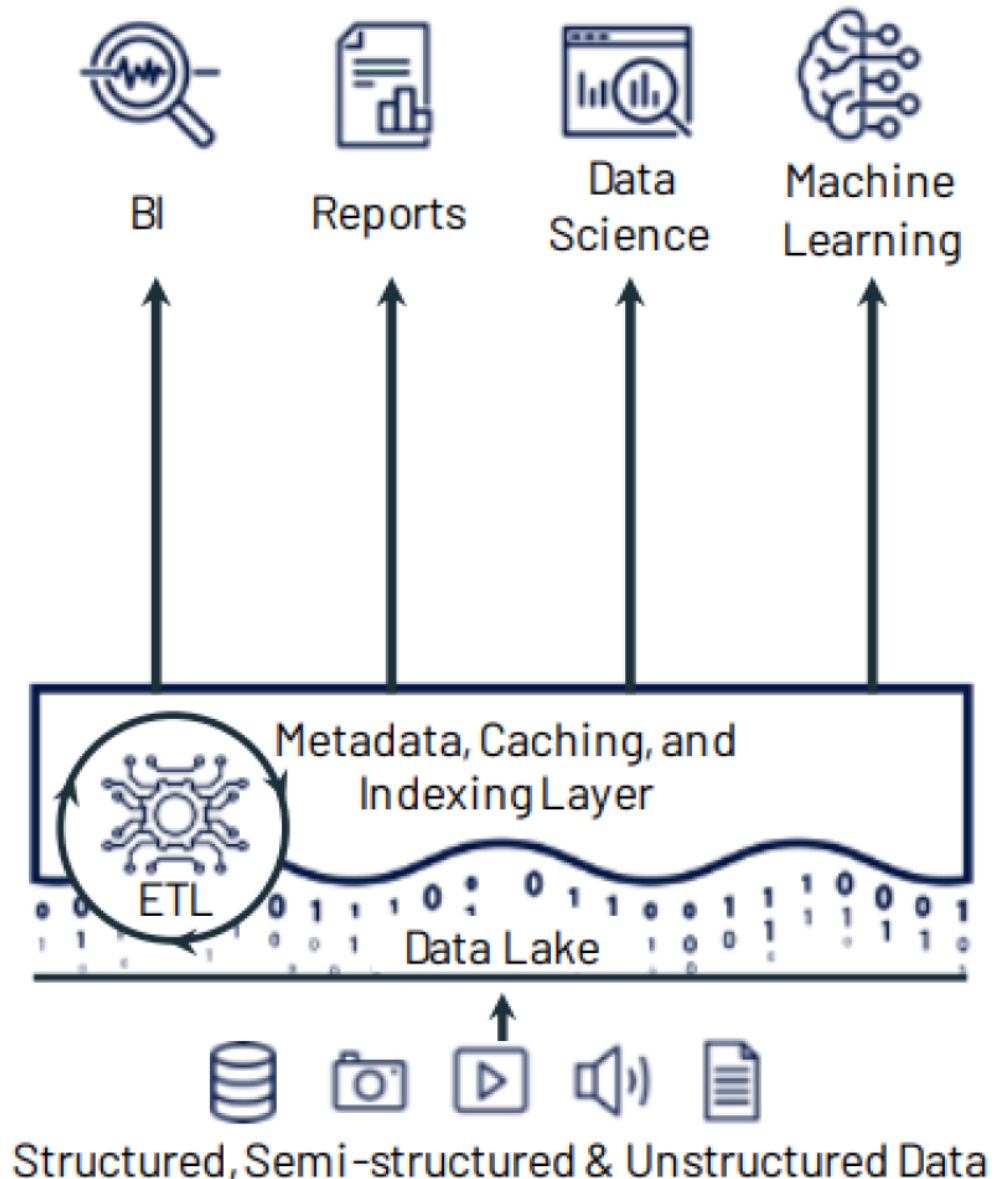 BI
Reports
Data
Science
Machine
Learning
Metadata, Caching, and
Indexing Layer
ETL
Data Lake
Structured, Semi-structured & Unstructured Data